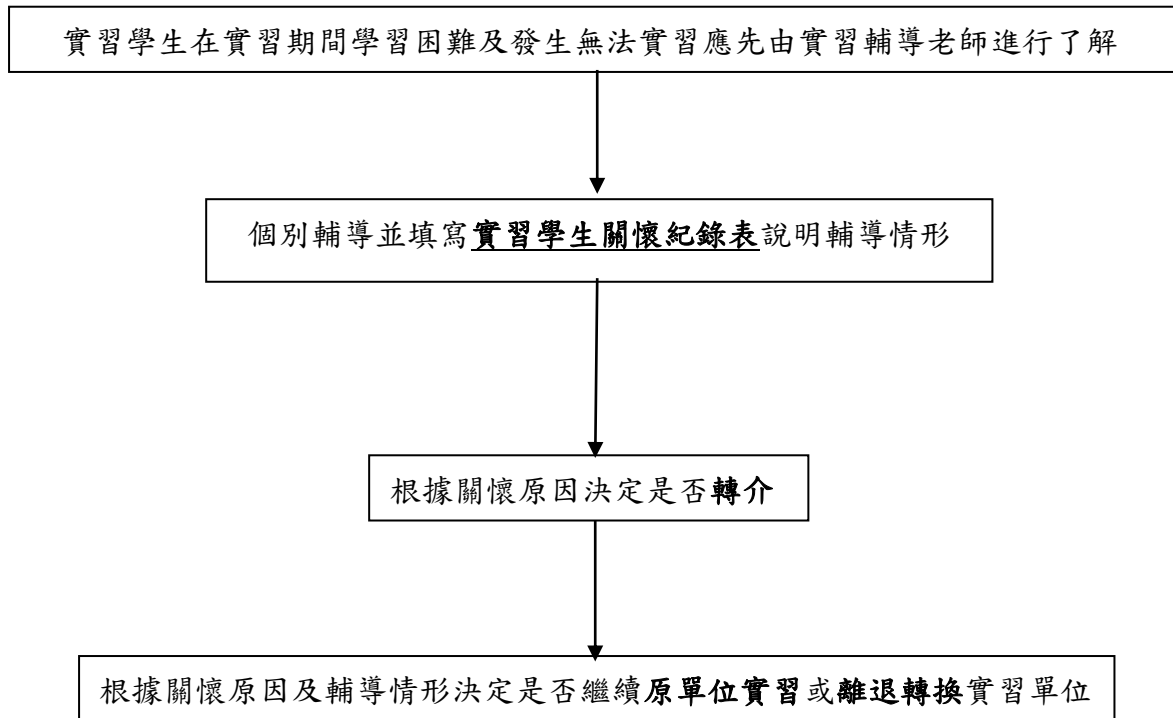 實習學生在實習期間學習困難及發生無法實習應先由實習輔導老師進行了解
個別輔導並填寫實習學生關懷紀錄表說明輔導情形
根據關懷原因決定是否轉介
根據關懷原因及輔導情形決定是否繼續原單位實習或離退轉換實習單位